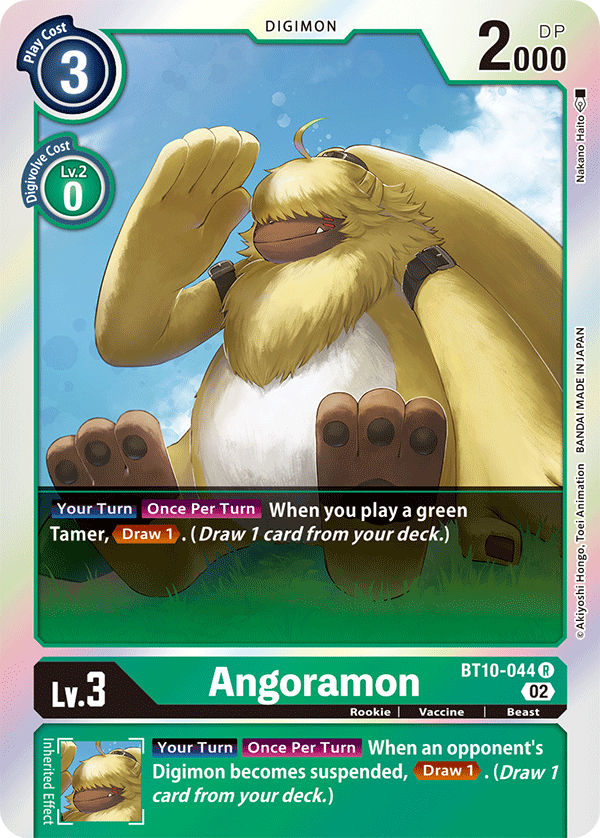 Play Cost
3
DIGIMON
DP
2000
Digivolve Cost
Lv.2
0
Nakano Haito
©Akiyoshi Hongo, Toei Animation BANDAI MADE IN JAPAN
Your Turn Once Per Turn When you play a green
Tamer, Draw 1. (Draw 1 card from your deck.)
Lv.3
Angoramon
BT10-044 R
02
Rookie | Vaccine | Beast
Inherited Effect
Your Turn Once Per Turn When an opponent's
Digimon becomes suspended, Draw 1. (Draw 1
card from your deck.)